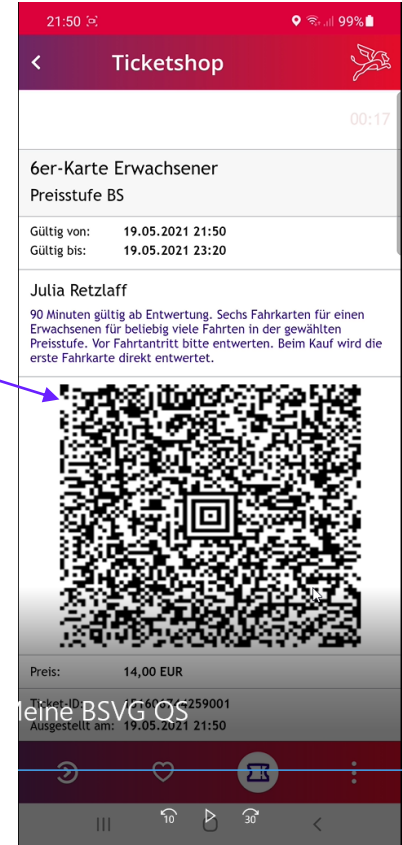 21:50 99%
Ticketshop
00:17
6er-Karte Erwachsener
Preisstufe BS
Gültig von: 19.05.2021 21:50
Gültig bis: 19.05.2021 23:20
Julia Retzlaff
90 Minuten gültig ab Entwertung. Sechs Fahrkarten für einen
Erwachsenen für beliebig viele Fahrten in der gewählten
Preisstufe. Vor Fahrtantritt bitte entwerten. Beim Kauf wird die
erste Fahrkarte direkt entwertet.
Preis: 14,00 EUR
Ticket-ID:
Meine BSVG QS
Ausgestellt am: 19.05.2021 21:50
10 30